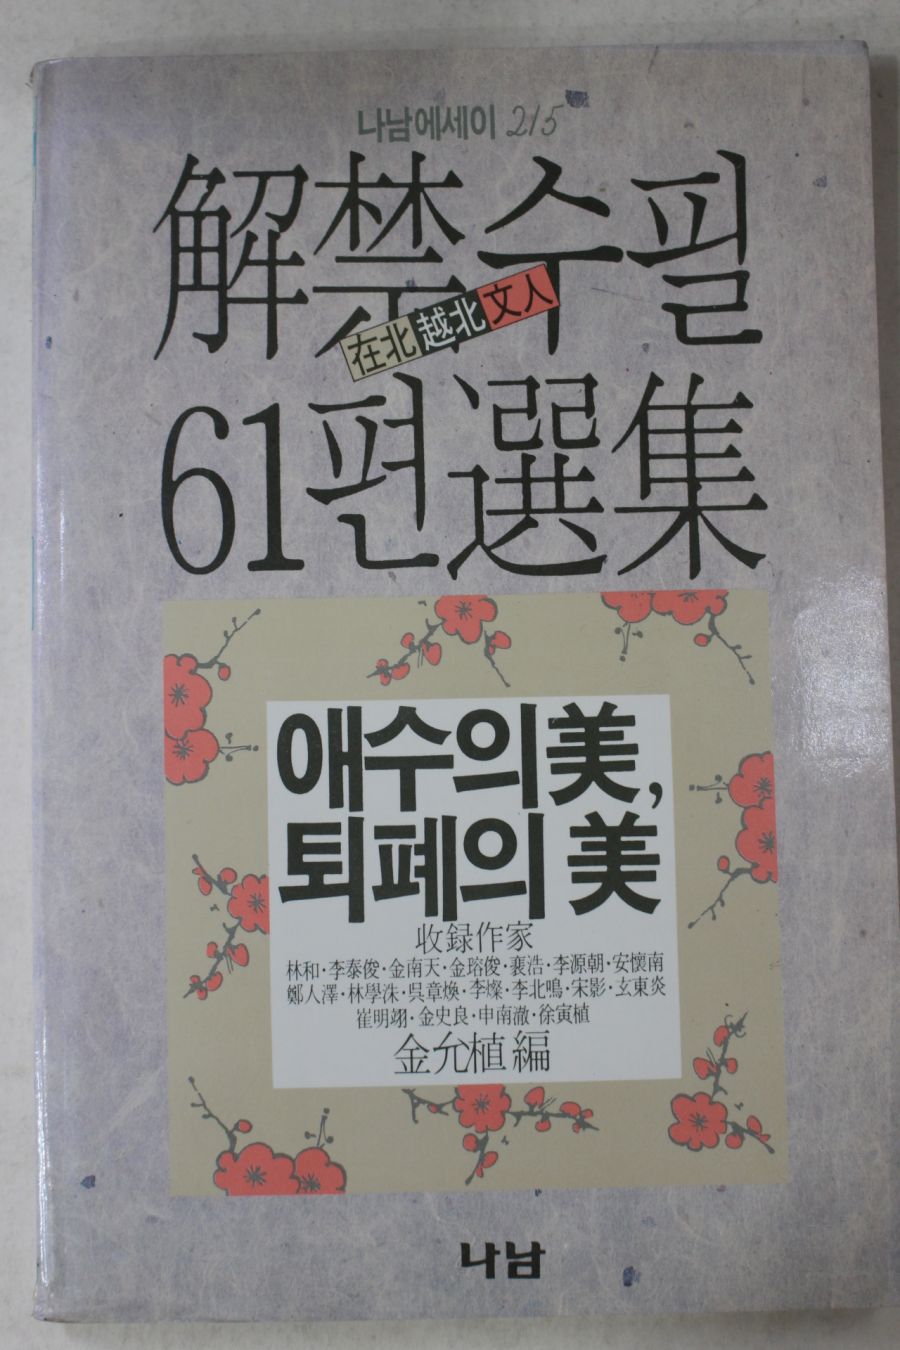 나남에세이 215
解禁수필
在北越北文人
61편選集
애수의美,
퇴폐의 美
收録作家
林和·李泰俊·金南天·金瑢俊·裵浩·李源朝·安懷南
鄭人澤·林學洙·吳章煥·李燦·李北鳴·宋影·玄東炎
崔明翊·金史良·申南澈·徐寅植
金允植 編
나남